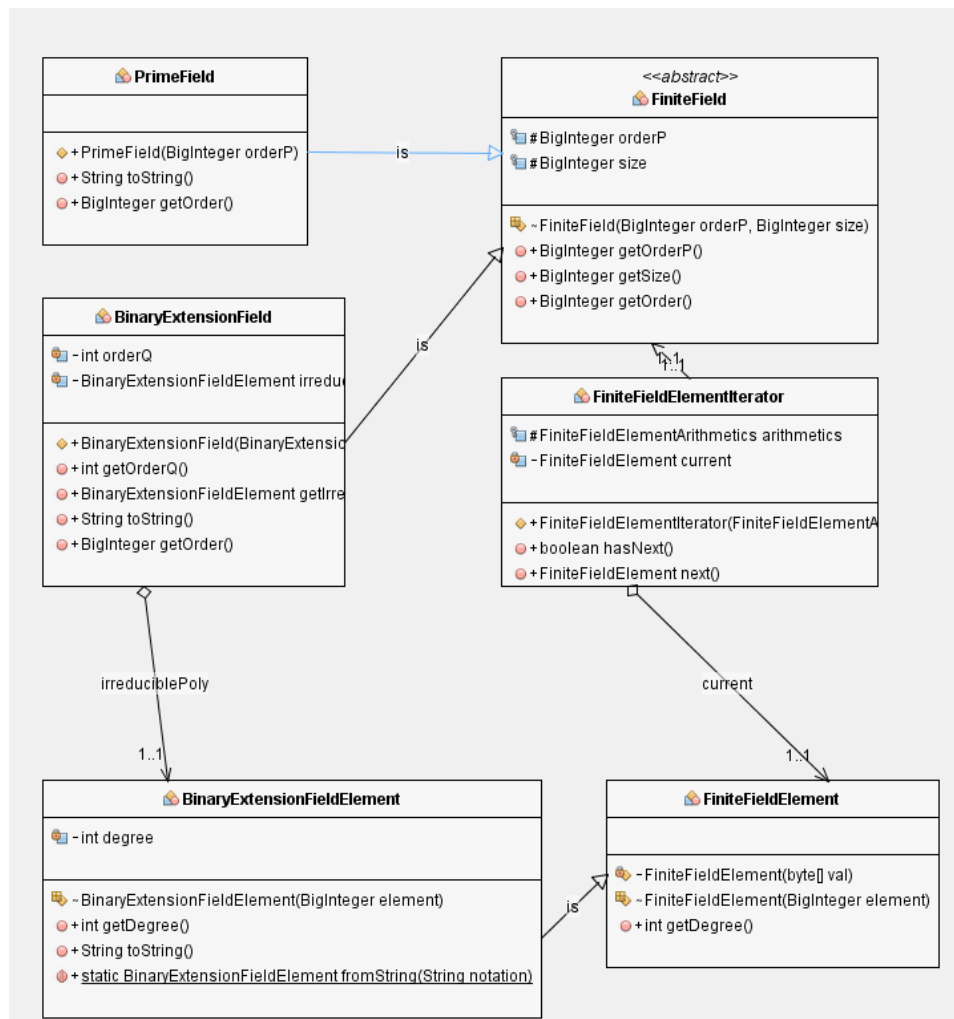 PrimeField
+PrimeField(BigInteger orderP)
+String toString()
+BigInteger getOrder()
is
<<abstract>>
FiniteField
#BigInteger orderP
#BigInteger size
~FiniteField(BigInteger orderP, BigInteger size)
+BigInteger getOrderP()
+BigInteger getSize()
+BigInteger getOrder()
BinaryExtensionField
-int orderQ
-BinaryExtensionFieldElement irredu
+BinaryExtensionField(BinaryExtensio
+int getOrderQ()
+BinaryExtensionFieldElement getIrre
+String toString()
+BigInteger getOrder()
is
1..1
1..1
FiniteFieldElementIterator
#FiniteFieldElementArithmetics arithmetics
-FiniteFieldElement current
+FiniteFieldElementIterator(FiniteFieldElementA
+boolean hasNext()
+FiniteFieldElement next()
irreduciblePoly
1..1
current
1..1
BinaryExtensionFieldElement
-int degree
~BinaryExtensionFieldElement(BigInteger element)
+int getDegree()
+String toString()
+static BinaryExtensionFieldElement fromString(String notation)
is
FiniteFieldElement
-FiniteFieldElement(byte[] val)
~FiniteFieldElement(BigInteger element)
+int getDegree()